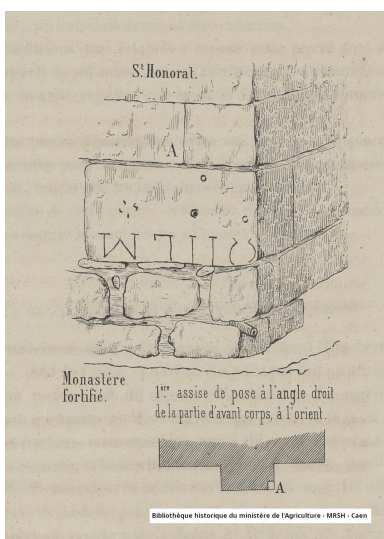 St Honorat.
A
Monastère
fortifié.
1ère assise de pose à l'angle droit
de la partie d'avant corps, à l'orient.
A
Bibliothèque historique du ministère de l'Agriculture - MRSH - Caen